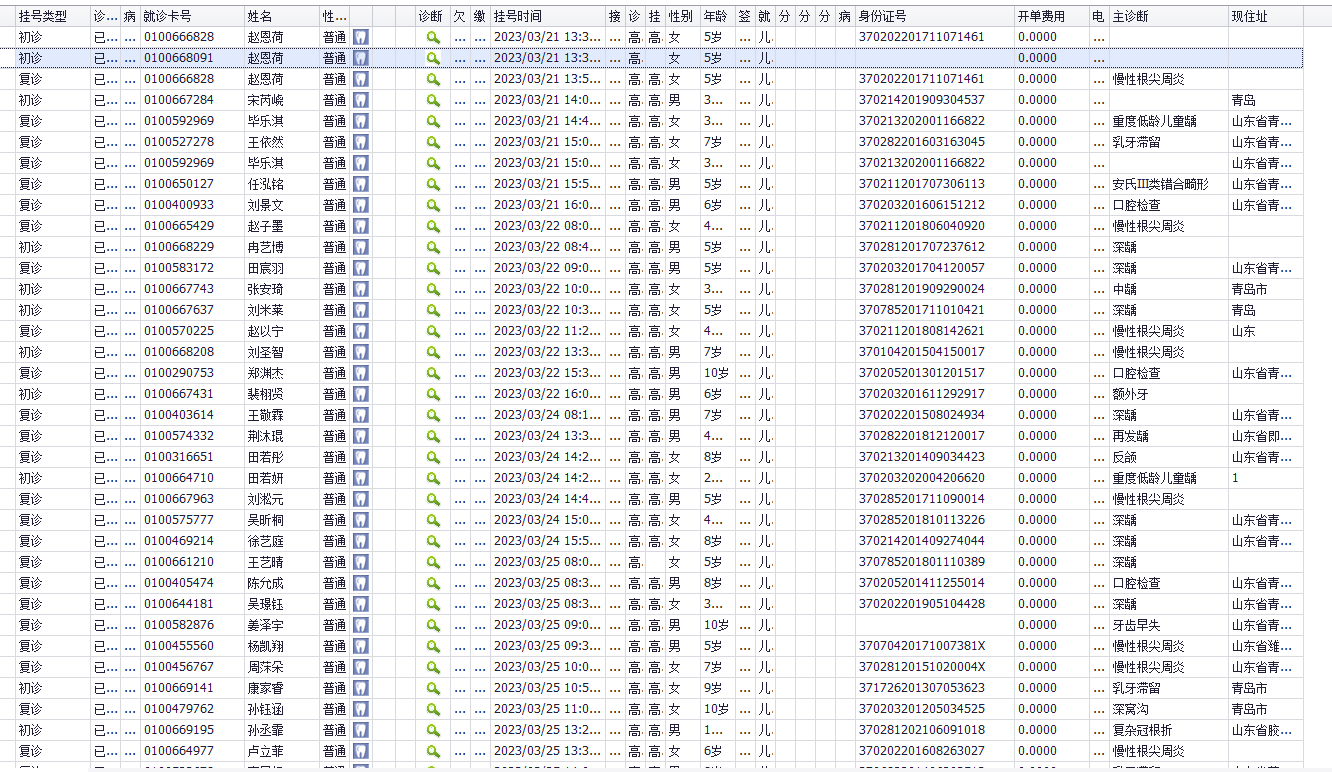 挂号类型 诊... 病 就诊卡号 姓名 性... 诊断 欠 缴 挂号时间 接 诊 挂 性别 年龄 签 就 分 分 分 病 身份证号 开单费用 电 主诊断 现住址
初诊 已... 0100666828 赵恩荷 普通 ... ... 2023/03/21 13:3... ... 高 高 女 5岁 ... 儿 370202201711071461 0.0000 ...
初诊 已... 0100668091 赵恩荷 普通 ... ... 2023/03/21 13:3... ... 高 女 5岁 ... 儿 0.0000 ...
复诊 已... 0100666828 赵恩荷 普通 ... ... 2023/03/21 13:5... ... 高 高 女 5岁 ... 儿 370202201711071461 0.0000 ... 慢性根尖周炎
初诊 已... 0100667284 宋芮 普通 ... ... 2023/03/21 14:0... ... 高 高 男 3... ... 儿 370214201909304537 0.0000 ... 青岛
复诊 已... 0100592969 毕乐淇 普通 ... ... 2023/03/21 14:4... ... 高 高 女 3... ... 儿 370213202001166822 0.0000 ... 重度低龄儿童龋 山东省青...
复诊 已... 0100527278 王依然 普通 ... ... 2023/03/21 15:0... ... 高 高 女 7岁 ... 儿 370282201603163045 0.0000 ... 乳牙滞留 山东省青...
复诊 已... 0100592969 毕乐淇 普通 ... ... 2023/03/21 15:0... ... 高 高 女 3... ... 儿 370213202001166822 0.0000 ... 山东省青...
复诊 已... 0100650127 任泓铭 普通 ... ... 2023/03/21 15:5... ... 高 高 男 5岁 ... 儿 370211201707306113 0.0000 ... 安氏III类错合畸形 山东省青...
复诊 已... 0100400933 刘景文 普通 ... ... 2023/03/21 16:0... ... 高 高 男 6岁 ... 儿 370203201606151212 0.0000 ... 口腔检查 山东省青...
复诊 已... 0100665429 赵子墨 普通 ... ... 2023/03/22 08:0... ... 高 高 女 4... ... 儿 370211201806040920 0.0000 ... 慢性根尖周炎
初诊 已... 0100668229 冉艺博 普通 ... ... 2023/03/22 08:4... ... 高 高 男 5岁 ... 儿 370281201707237612 0.0000 ... 深龋
复诊 已... 0100583172 田宸羽 普通 ... ... 2023/03/22 09:0... ... 高 高 男 5岁 ... 儿 370203201704120057 0.0000 ... 深龋 山东省青...
初诊 已... 0100667743 张安琦 普通 ... ... 2023/03/22 10:0... ... 高 高 女 3... ... 儿 370281201909290024 0.0000 ... 中龋 青岛市
初诊 已... 0100667637 刘米莱 普通 ... ... 2023/03/22 10:3... ... 高 高 女 5岁 ... 儿 370785201711010421 0.0000 ... 深龋 青岛
复诊 已... 0100570225 赵以宁 普通 ... ... 2023/03/22 11:2... ... 高 高 女 4... ... 儿 370211201808142621 0.0000 ... 慢性根尖周炎 山东
初诊 已... 0100668208 刘圣智 普通 ... ... 2023/03/22 13:3... ... 高 高 男 7岁 ... 儿 370104201504150017 0.0000 ... 慢性根尖周炎
复诊 已... 0100290753 郑渊杰 普通 ... ... 2023/03/22 15:3... ... 高 高 男 10岁 ... 儿 370205201301201517 0.0000 ... 口腔检查 山东省青...
初诊 已... 0100667431 裴栩贤 普通 ... ... 2023/03/22 16:0... ... 高 高 男 6岁 ... 儿 370203201611292917 0.0000 ... 额外牙
复诊 已... 0100403614 王敬霖 普通 ... ... 2023/03/24 08:1... ... 高 高 男 7岁 ... 儿 370202201508024934 0.0000 ... 深龋 山东省青...
复诊 已... 0100574332 荆沐琨 普通 ... ... 2023/03/24 13:3... ... 高 高 男 4... ... 儿 370282201812120017 0.0000 ... 再发龋 山东省即...
复诊 已... 0100316651 田若彤 普通 ... ... 2023/03/24 14:2... ... 高 高 女 8岁 ... 儿 370213201409034423 0.0000 ... 反颌 山东省青...
初诊 已... 0100664710 田若妍 普通 ... ... 2023/03/24 14:2... ... 高 高 女 2... ... 儿 370203202004206620 0.0000 ... 重度低龄儿童龋 1
复诊 已... 0100667963 刘淞元 普通 ... ... 2023/03/24 14:4... ... 高 高 男 5岁 ... 儿 370285201711090014 0.0000 ... 慢性根尖周炎
复诊 已... 0100575777 吴昕桐 普通 ... ... 2023/03/24 15:0... ... 高 高 女 4... ... 儿 370285201810113226 0.0000 ... 深龋 山东省青...
复诊 已... 0100469214 徐艺庭 普通 ... ... 2023/03/24 15:5... ... 高 高 女 8岁 ... 儿 370214201409274044 0.0000 ... 深龋 山东省青...
复诊 已... 0100661210 王艺晴 普通 ... ... 2023/03/25 08:0... ... 高 女 5岁 ... 儿 370785201801110389 0.0000 ... 深龋
复诊 已... 0100405474 陈允成 普通 ... ... 2023/03/25 08:3... ... 高 高 男 8岁 ... 儿 370205201411255014 0.0000 ... 口腔检查 山东省青...
复诊 已... 0100644181 吴璟钰 普通 ... ... 2023/03/25 08:3... ... 高 高 女 3... ... 儿 370202201905104428 0.0000 ... 深龋 山东省青...
复诊 已... 0100582876 姜泽宇 普通 ... ... 2023/03/25 09:0... ... 高 高 男 10岁 ... 儿 0.0000 ... 牙齿早失 山东省青...
复诊 已... 0100455560 杨凯翔 普通 ... ... 2023/03/25 09:3... ... 高 高 男 5岁 ... 儿 37070420171007381X 0.0000 ... 慢性根尖周炎 山东省潍...
复诊 已... 0100456767 周萍朵 普通 ... ... 2023/03/25 10:0... ... 高 高 女 7岁 ... 儿 37028120151020004X 0.0000 ... 慢性根尖周炎 山东省青...
初诊 已... 0100669141 康家睿 普通 ... ... 2023/03/25 10:5... ... 高 高 女 9岁 ... 儿 371726201307053623 0.0000 ... 乳牙滞留 青岛市
复诊 已... 0100479762 孙钰涵 普通 ... ... 2023/03/25 11:0... ... 高 高 女 10岁 ... 儿 370203201205034525 0.0000 ... 深窝沟 青岛市
初诊 已... 0100669195 孙丞霏 普通 ... ... 2023/03/25 13:2... ... 高 高 男 1... ... 儿 370281202106091018 0.0000 ... 复杂冠根折 山东省胶...
复诊 已... 0100664977 卢立菲 普通 ... ... 2023/03/25 13:3... ... 高 高 女 6岁 ... 儿 370202201608263027 0.0000 ... 慢性根尖周炎